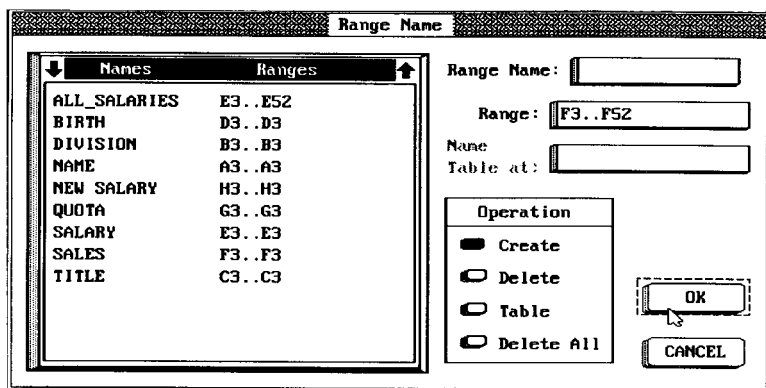 Range Name
Names Ranges
ALL_SALARIES E3..E52
BIRTH D3..D3
DIVISION B3..B3
NAME A3..A3
NEW SALARY H3..H3
QUOTA G3..G3
SALARY E3..E3
SALES F3..F3
TITLE C3..C3
Range Name:
Range: F3..F52
Name
Table at:
Operation
Create
Delete
Table
Delete All
OK
CANCEL